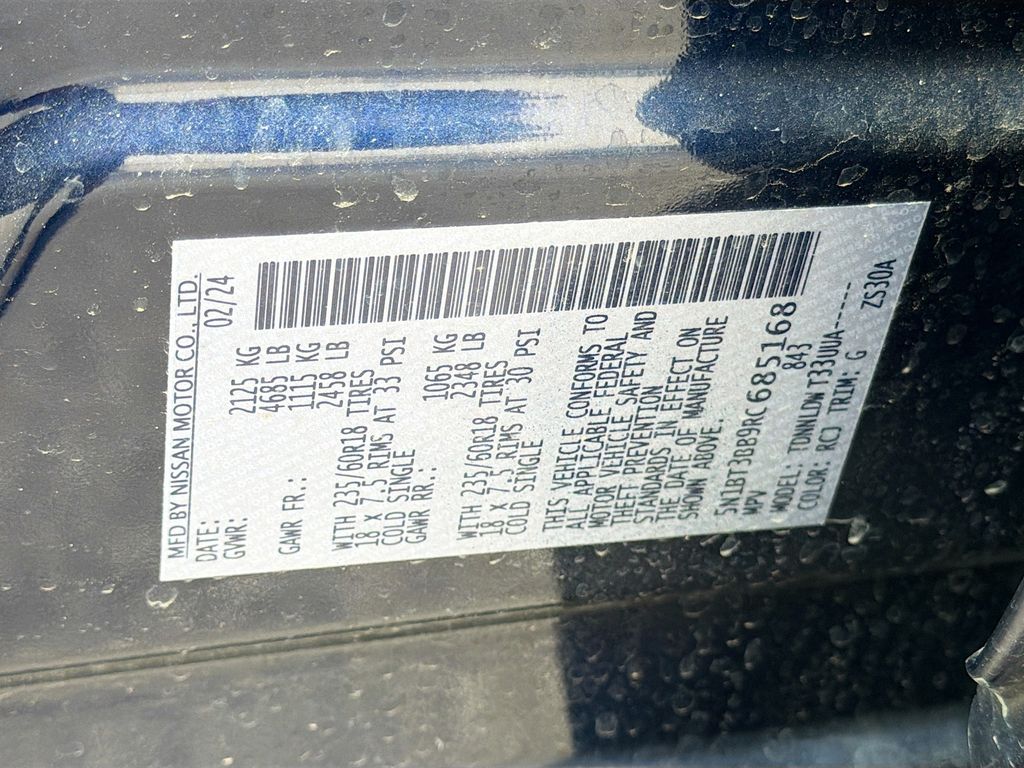 MFD BY NISSAN MOTOR CO., LTD.
DATE: 02/24
GVWR: 2125 KG
4685 LB
GAWR FR.: 1115 KG
2458 LB
WITH 235/60R18 TIRES
18 X 7.5 RIMS AT 33 PSI
COLD SINGLE
GAWR RR.: 1065 KG
2348 LB
WITH 235/60R18 TIRES
18 X 7.5 RIMS AT 30 PSI
COLD SINGLE
THIS VEHICLE CONFORMS TO
ALL APPLICABLE FEDERAL
MOTOR VEHICLE SAFETY AND
THEFT PREVENTION
STANDARDS IN EFFECT ON
THE DATE OF MANUFACTURE
SHOWN ABOVE.
5N1BT3BB9RC685168
MPV 843
MODEL: TDNNLDW T33UUA-----
COLOR: RCJ TRIM: G ZS30A